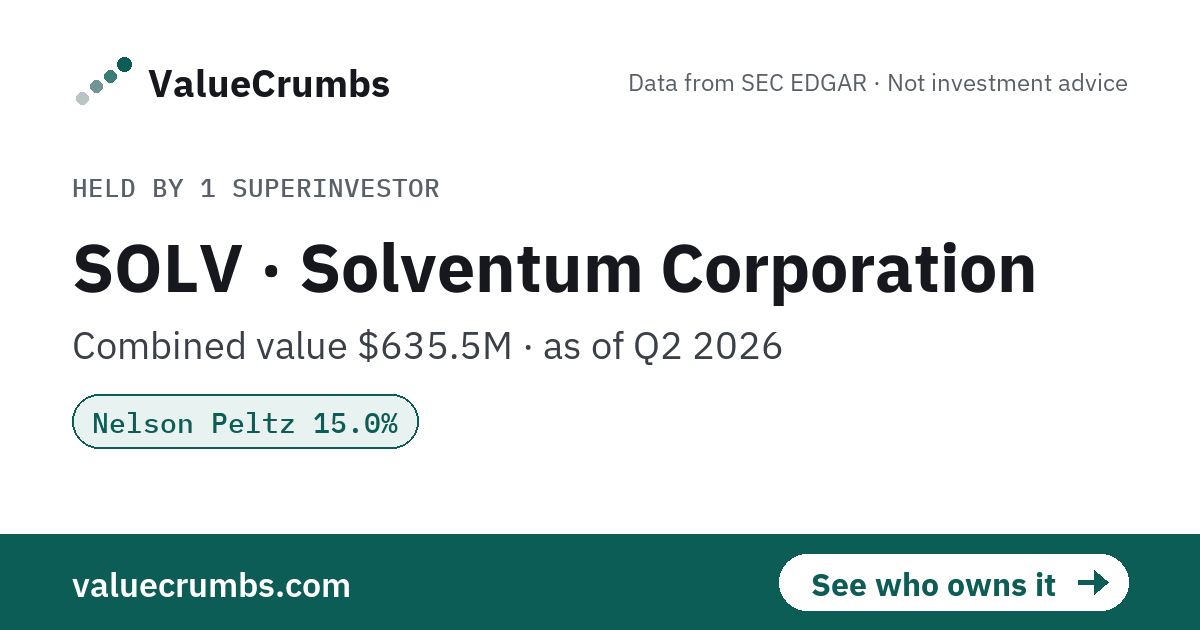 ValueCrumbs
Data from SEC EDGAR · Not investment advice
HELD BY 1 SUPERINVESTOR
SOLV · Solventum Corporation
Combined value $635.5M · as of Q2 2026
Nelson Peltz 15.0%
valuecrumbs.com
See who owns it →